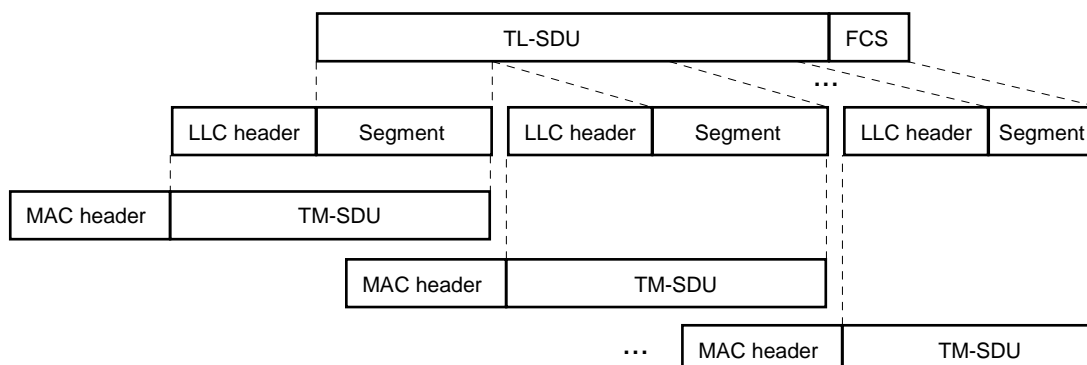 TL-SDU FCS
...
LLC header Segment LLC header Segment LLC header Segment
MAC header TM-SDU
MAC header TM-SDU
... MAC header TM-SDU